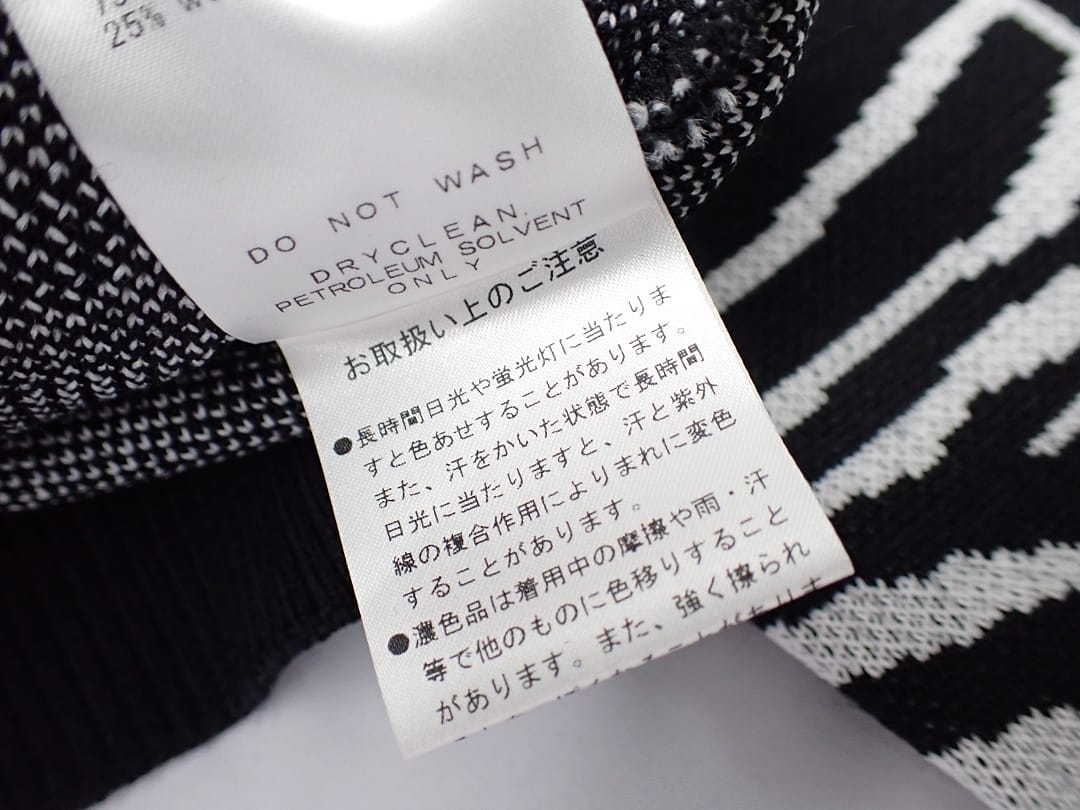 25%
DO NOT WASH
DRYCLEAN,
PETROLEUM SOLVENT
ONLY
お取扱い上のご注意
●長時間日光や蛍光灯に当たりま
すと色あせすることがあります。
また、汗をかいた状態で長時間
日光に当たりますと、汗と紫外
線の複合作用によりまれに変色
することがあります。
●濃色品は着用中の摩擦や雨・汗
等で他のものに色移りすること
があります。また、強く擦られ